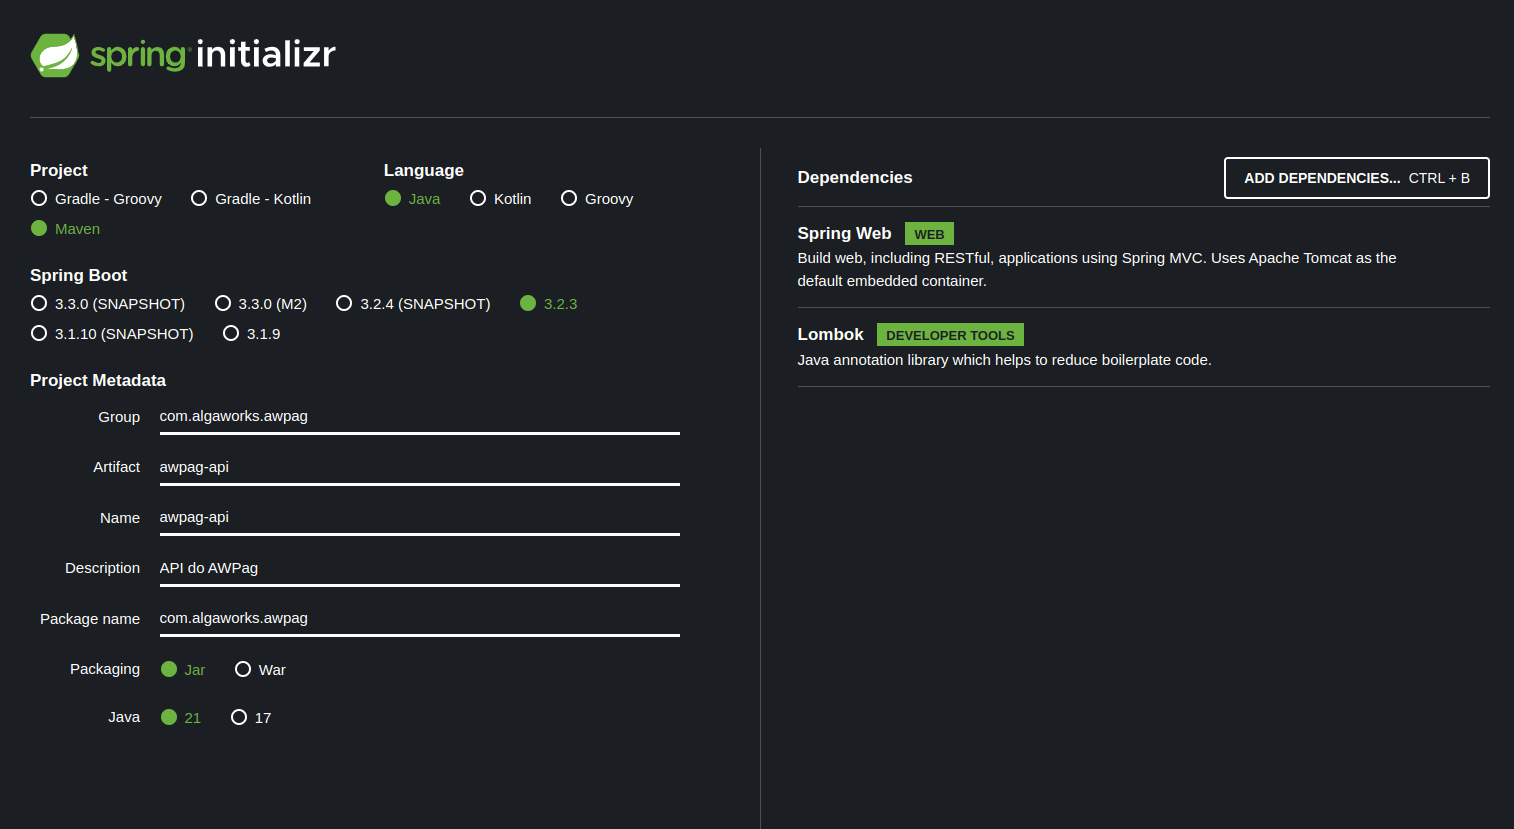 spring initializr
Project
Gradle - Groovy
Gradle - Kotlin
Maven
Language
Java
Kotlin
Groovy
Spring Boot
3.3.0 (SNAPSHOT)
3.3.0 (M2)
3.2.4 (SNAPSHOT)
3.2.3
3.1.10 (SNAPSHOT)
3.1.9
Project Metadata
Group com.algaworks.awpag
Artifact awpag-api
Name awpag-api
Description API do AWPag
Package name com.algaworks.awpag
Packaging Jar War
Java 21 17
Dependencies
ADD DEPENDENCIES... CTRL + B
Spring Web WEB
Build web, including RESTful, applications using Spring MVC. Uses Apache Tomcat as the
default embedded container.
Lombok DEVELOPER TOOLS
Java annotation library which helps to reduce boilerplate code.